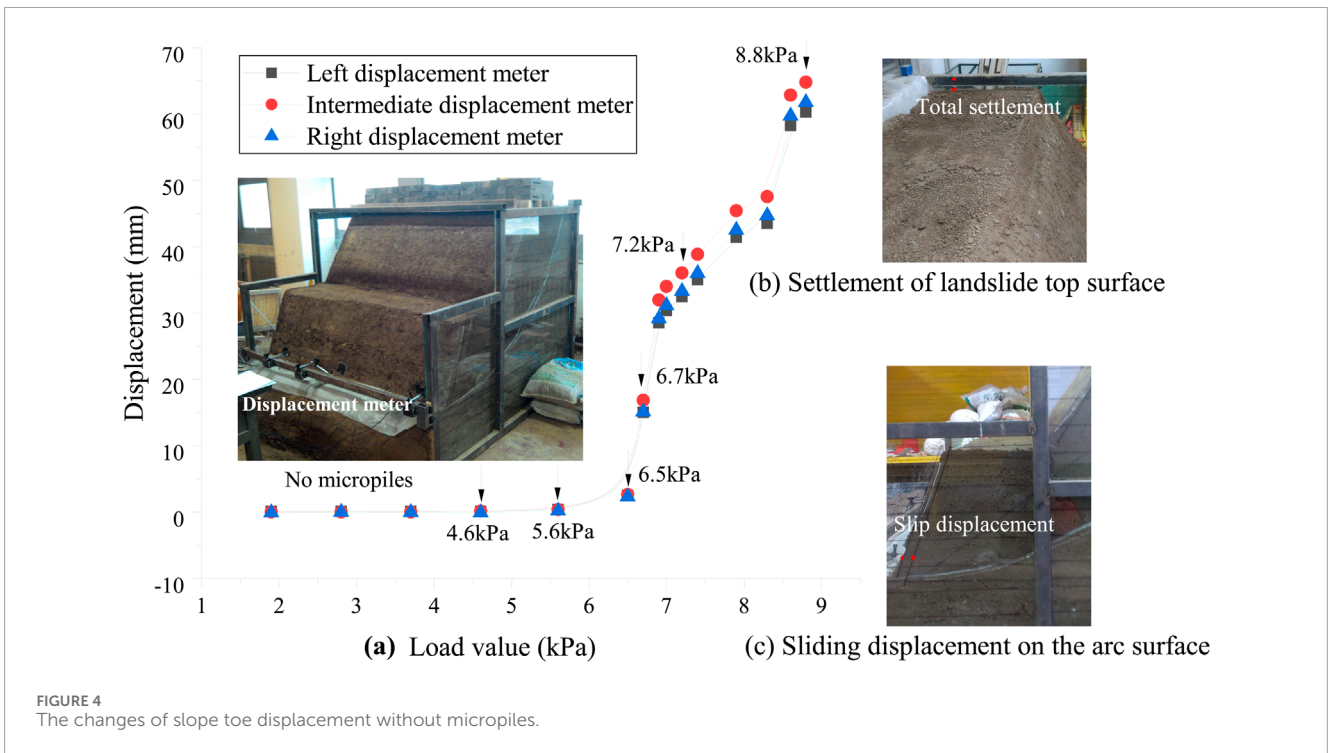 70
60
50
40
30
20
10
0
-10
Displacement (mm)
Left displacement meter
Intermediate displacement meter
Right displacement meter
8.8kPa
7.2kPa
6.7kPa
6.5kPa
5.6kPa
4.6kPa
Displacement meter
No micropiles
1 2 3 4 5 6 7 8 9
(a) Load value (kPa)
Total settlement
(b) Settlement of landslide top surface
Slip displacement
(c) Sliding displacement on the arc surface
FIGURE 4
The changes of slope toe displacement without micropiles.